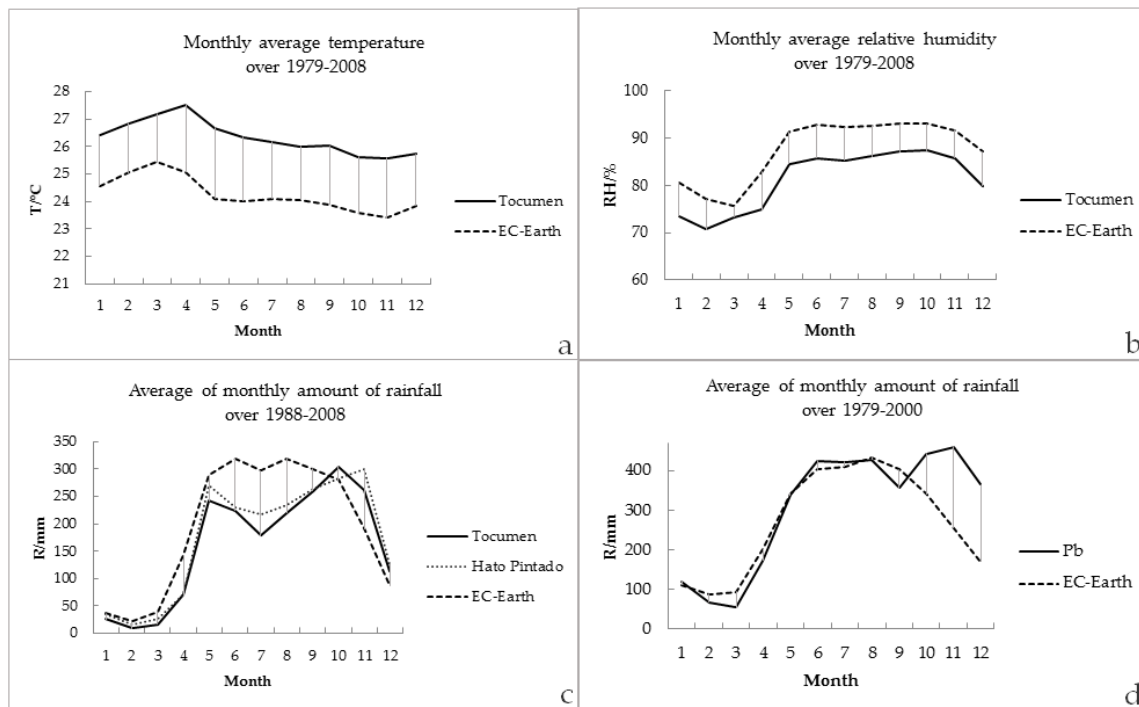 Monthly average temperature
over 1979-2008
28
27
26
25
24
23
22
21
T/ºC
1 2 3 4 5 6 7 8 9 10 11 12
Month
Tocumen
EC-Earth
a
Monthly average relative humidity
over 1979-2008
100
90
80
70
60
RH/%
1 2 3 4 5 6 7 8 9 10 11 12
Month
Tocumen
EC-Earth
b
Average of monthly amount of rainfall
over 1988-2008
350
300
250
200
150
100
50
0
R/mm
1 2 3 4 5 6 7 8 9 10 11 12
Month
Tocumen
Hato Pintado
EC-Earth
c
Average of monthly amount of rainfall
over 1979-2000
400
300
200
100
0
R/mm
1 2 3 4 5 6 7 8 9 10 11 12
Month
Pb
EC-Earth
d